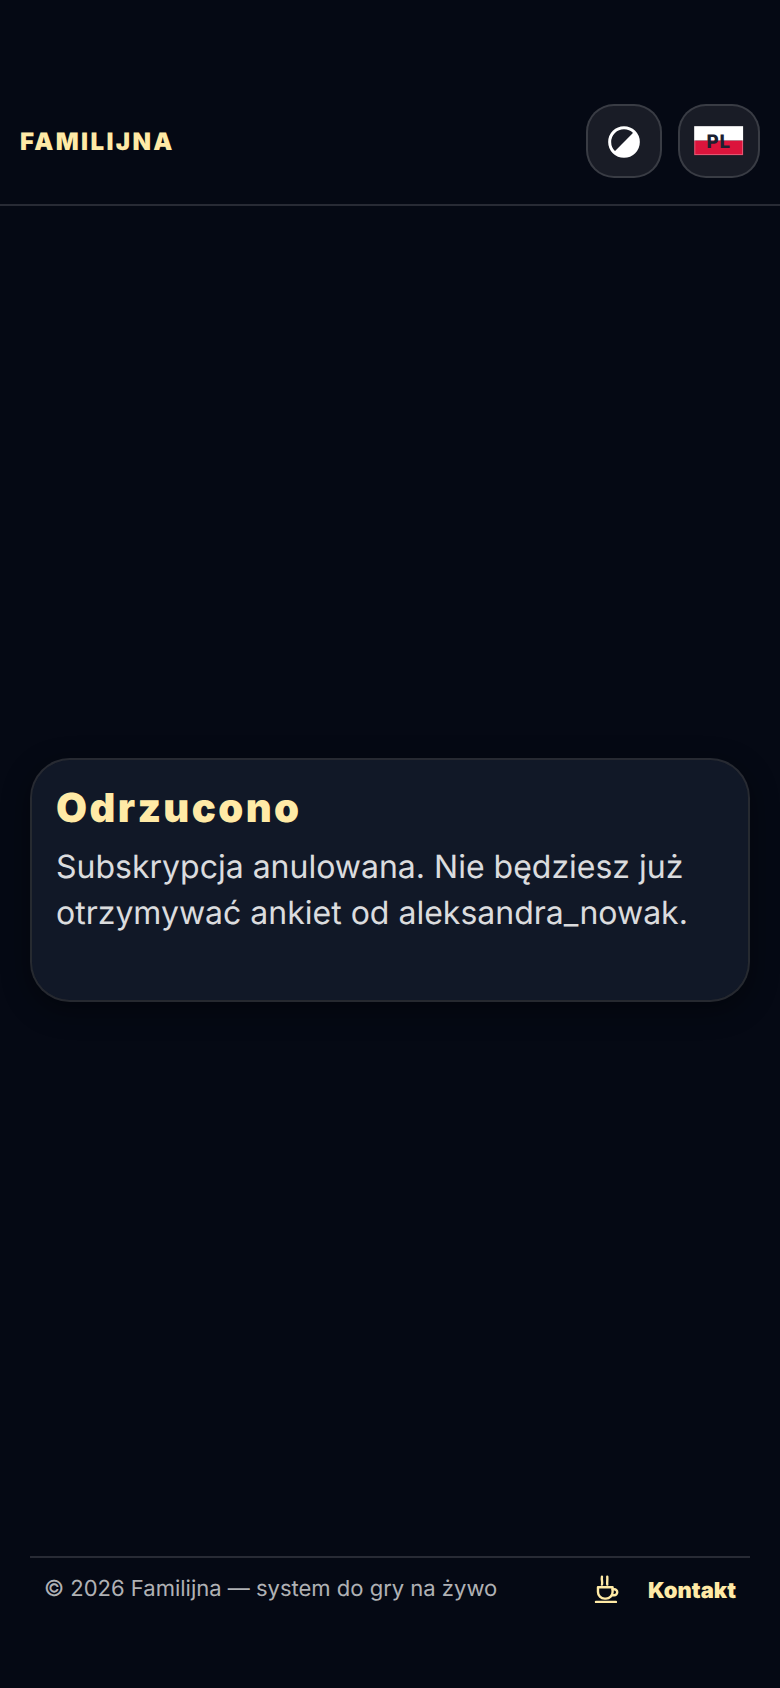 FAMILIJNA
PL
Odrzucono
Subskrypcja anulowana. Nie będziesz już
otrzymywać ankiet od aleksandra_nowak.
© 2026 Familijna — system do gry na żywo
Kontakt